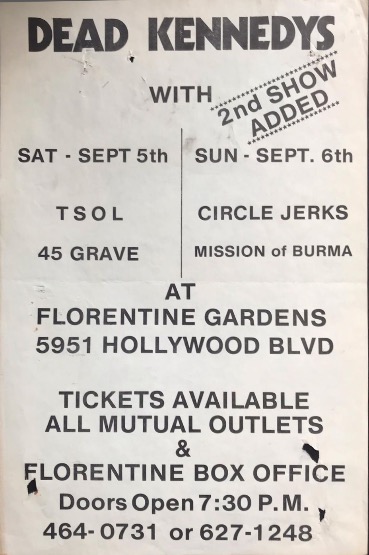 DEAD KENNEDYS
WITH
2nd SHOW
ADDED
SAT - SEPT 5th
TSOL
45 GRAVE
SUN - SEPT. 6th
CIRCLE JERKS
MISSION of BURMA
AT
FLORENTINE GARDENS
5951 HOLLYWOOD BLVD
TICKETS AVAILABLE
ALL MUTUAL OUTLETS
&
FLORENTINE BOX OFFICE
Doors Open 7:30 P.M.
464-0731 or 627-1248